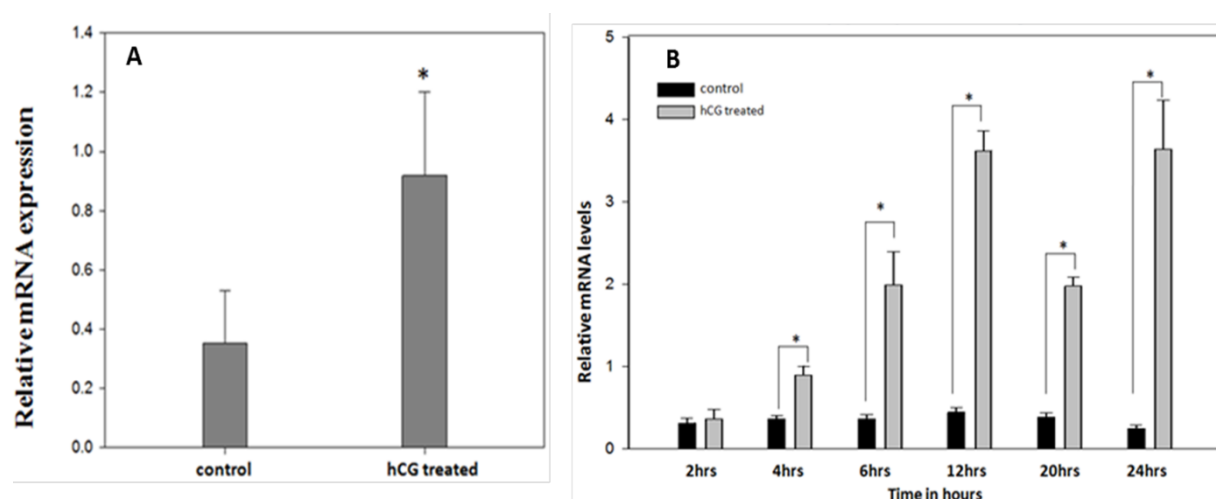 A
Relative mRNA expression
1.4
1.2
1.0
0.8
0.6
0.4
0.2
0.0
*
control
hCG treated
B
Relative mRNA levels
5
4
3
2
1
0
control
hCG treated
*
*
*
*
*
2hrs
4hrs
6hrs
12hrs
20hrs
24hrs
Time in hours